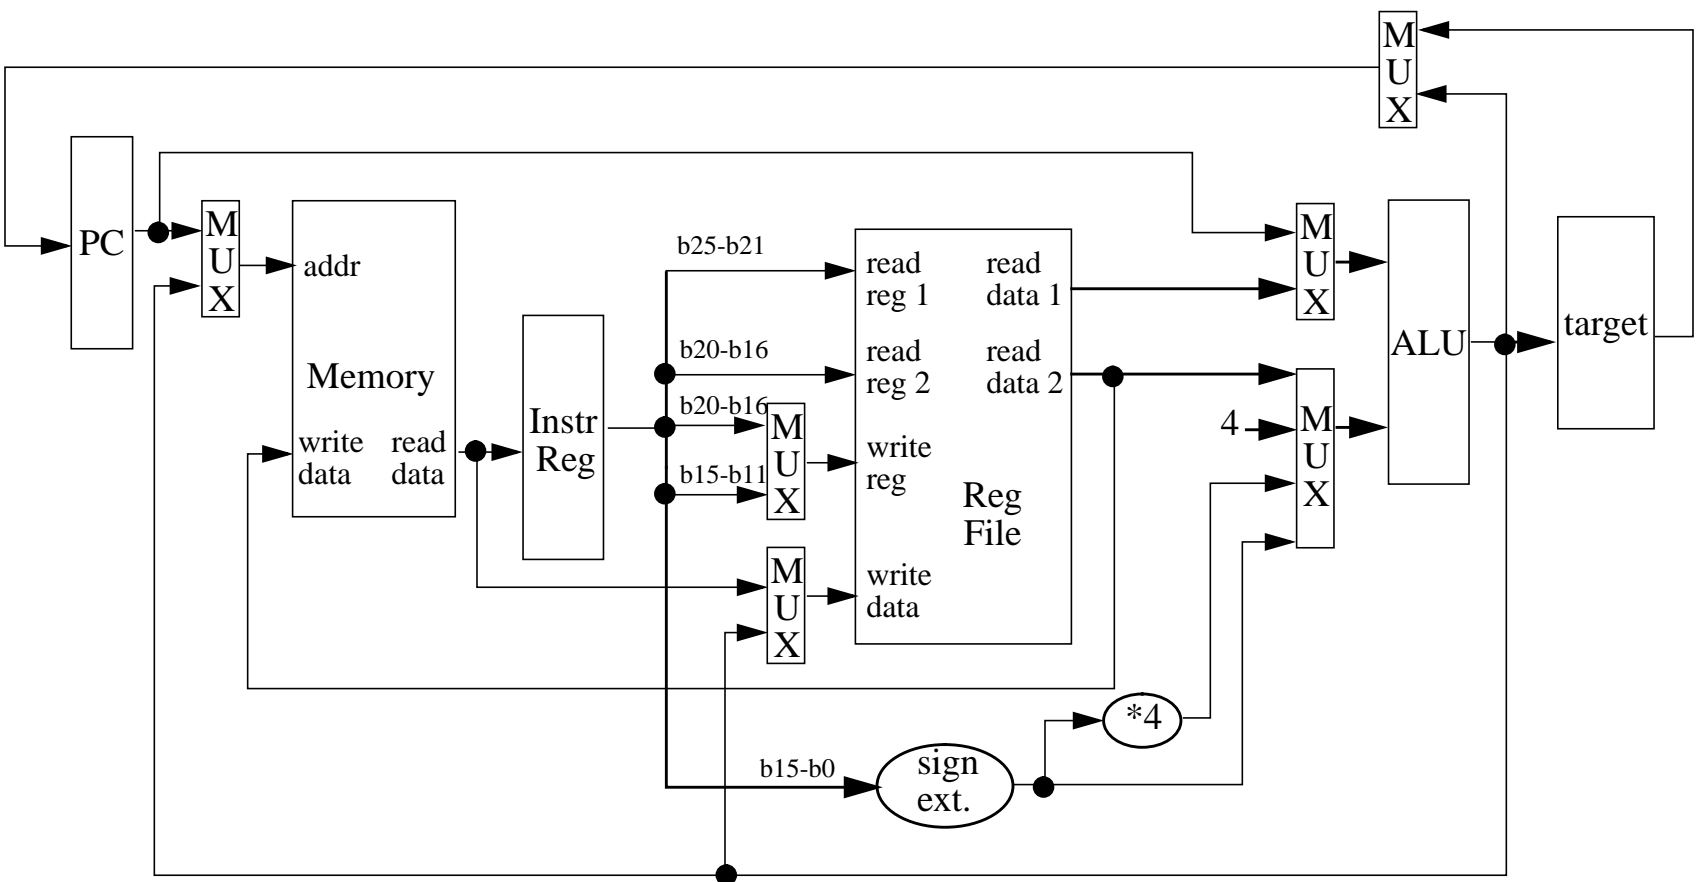 M
U
X
PC
M
U
X
addr
Memory
write
data
read
data
Instr
Reg
b25-b21
b20-b16
b20-b16
b15-b11
M
U
X
M
U
X
read
reg 1
read
data 1
read
reg 2
read
data 2
write
reg
Reg
File
write
data
b15-b0
sign
ext.
*4
4
M
U
X
M
U
X
ALU
target